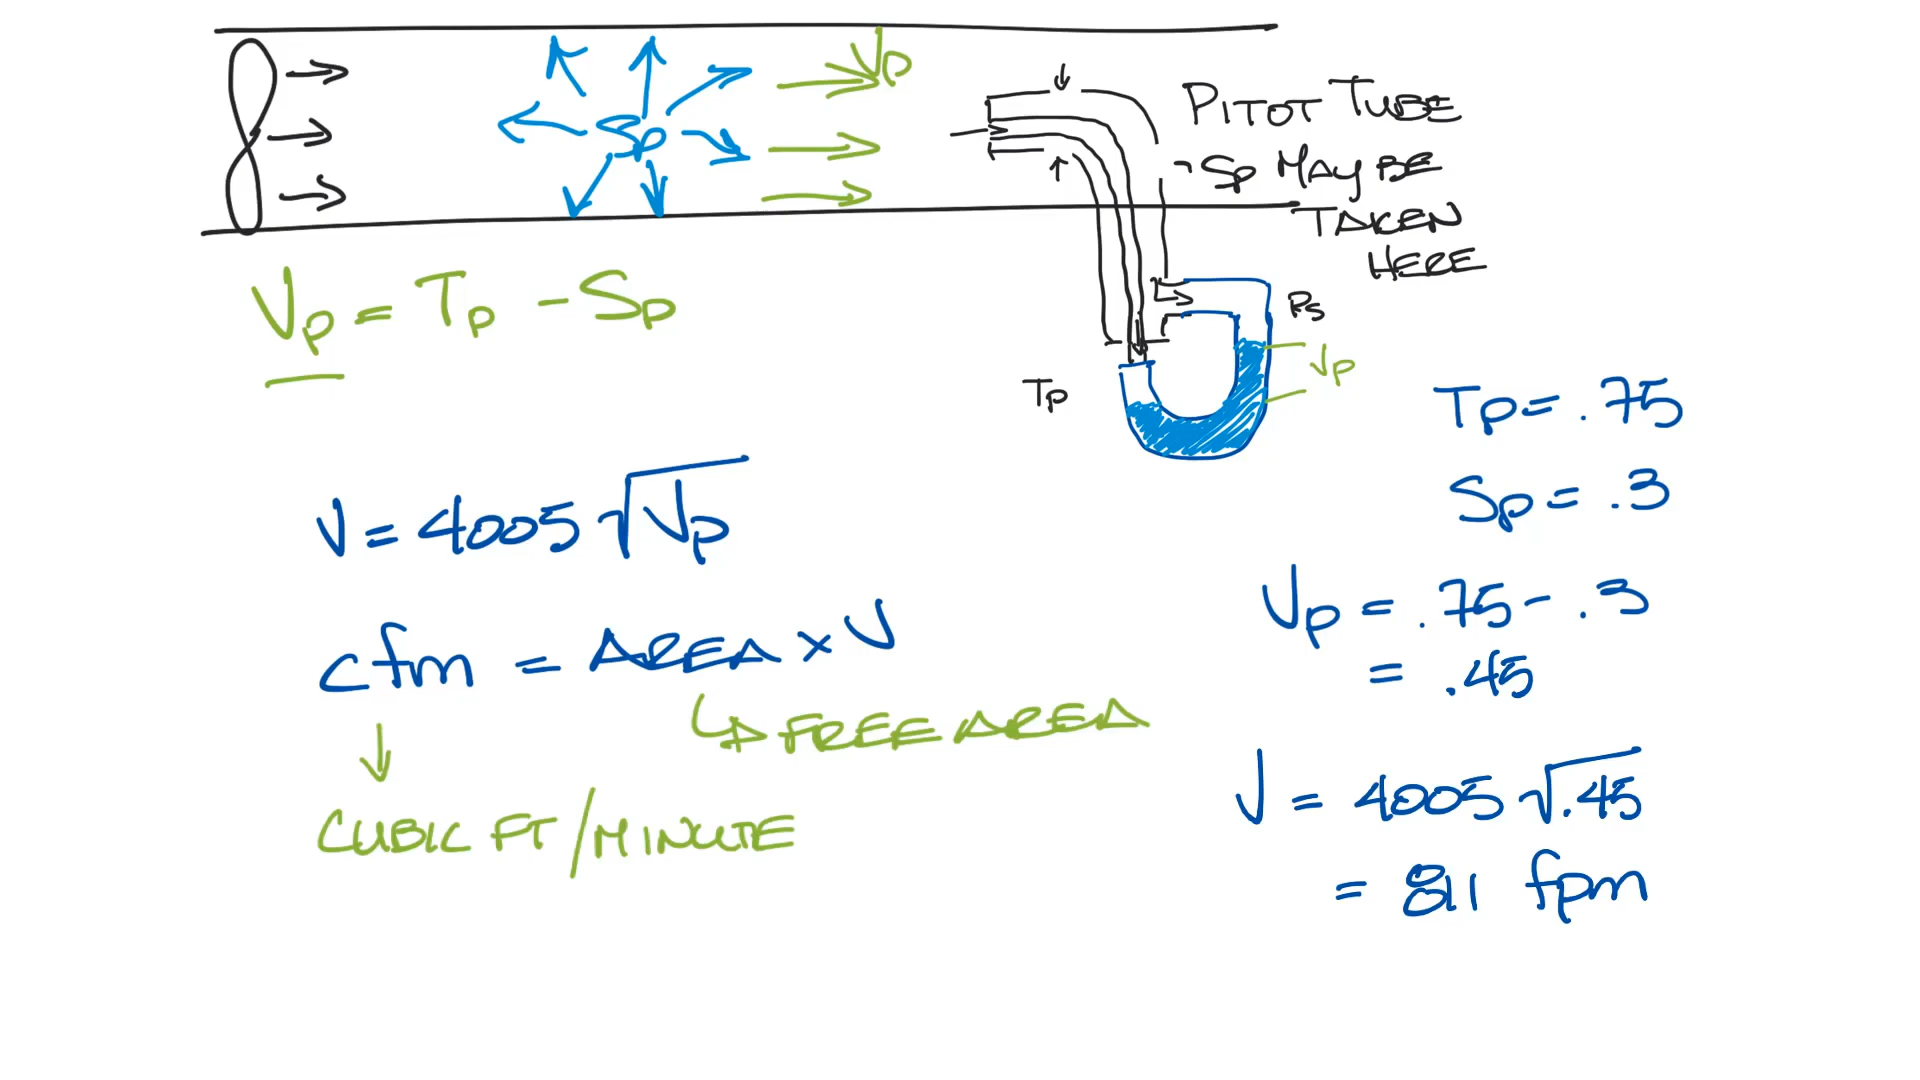 Vp
Sp
PITOT TUBE
- Sp MAY BE
TAKEN
HERE
Vp = Tp - Sp
Ps
Vp
Tp
Tp = .75
Sp = .3
V = 4005 √Vp
Vp = .75 - .3
= .45
cfm = AREA x V
↳ FREE AREA
↓
CUBIC FT/MINUTE
V = 4005 √.45
= 811 fpm